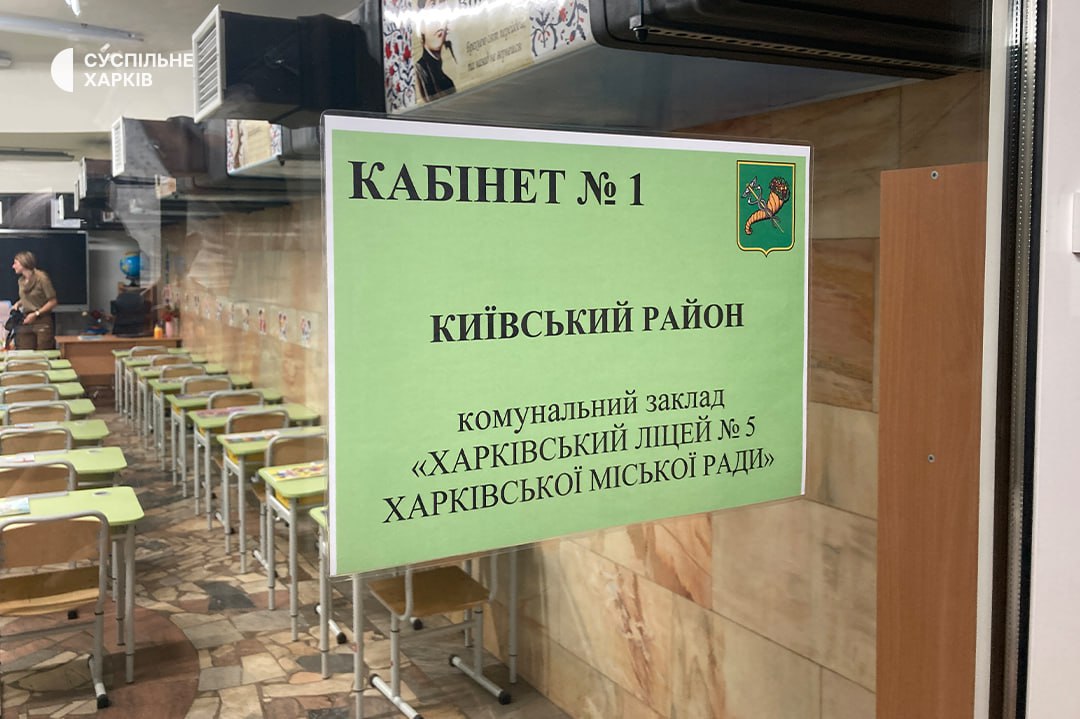 СУСПІЛЬНЕ
ХАРКІВ
КАБІНЕТ № 1
КИЇВСЬКИЙ РАЙОН
комунальний заклад
«ХАРКІВСЬКИЙ ЛІЦЕЙ № 5
ХАРКІВСЬКОЇ МІСЬКОЇ РАДИ»